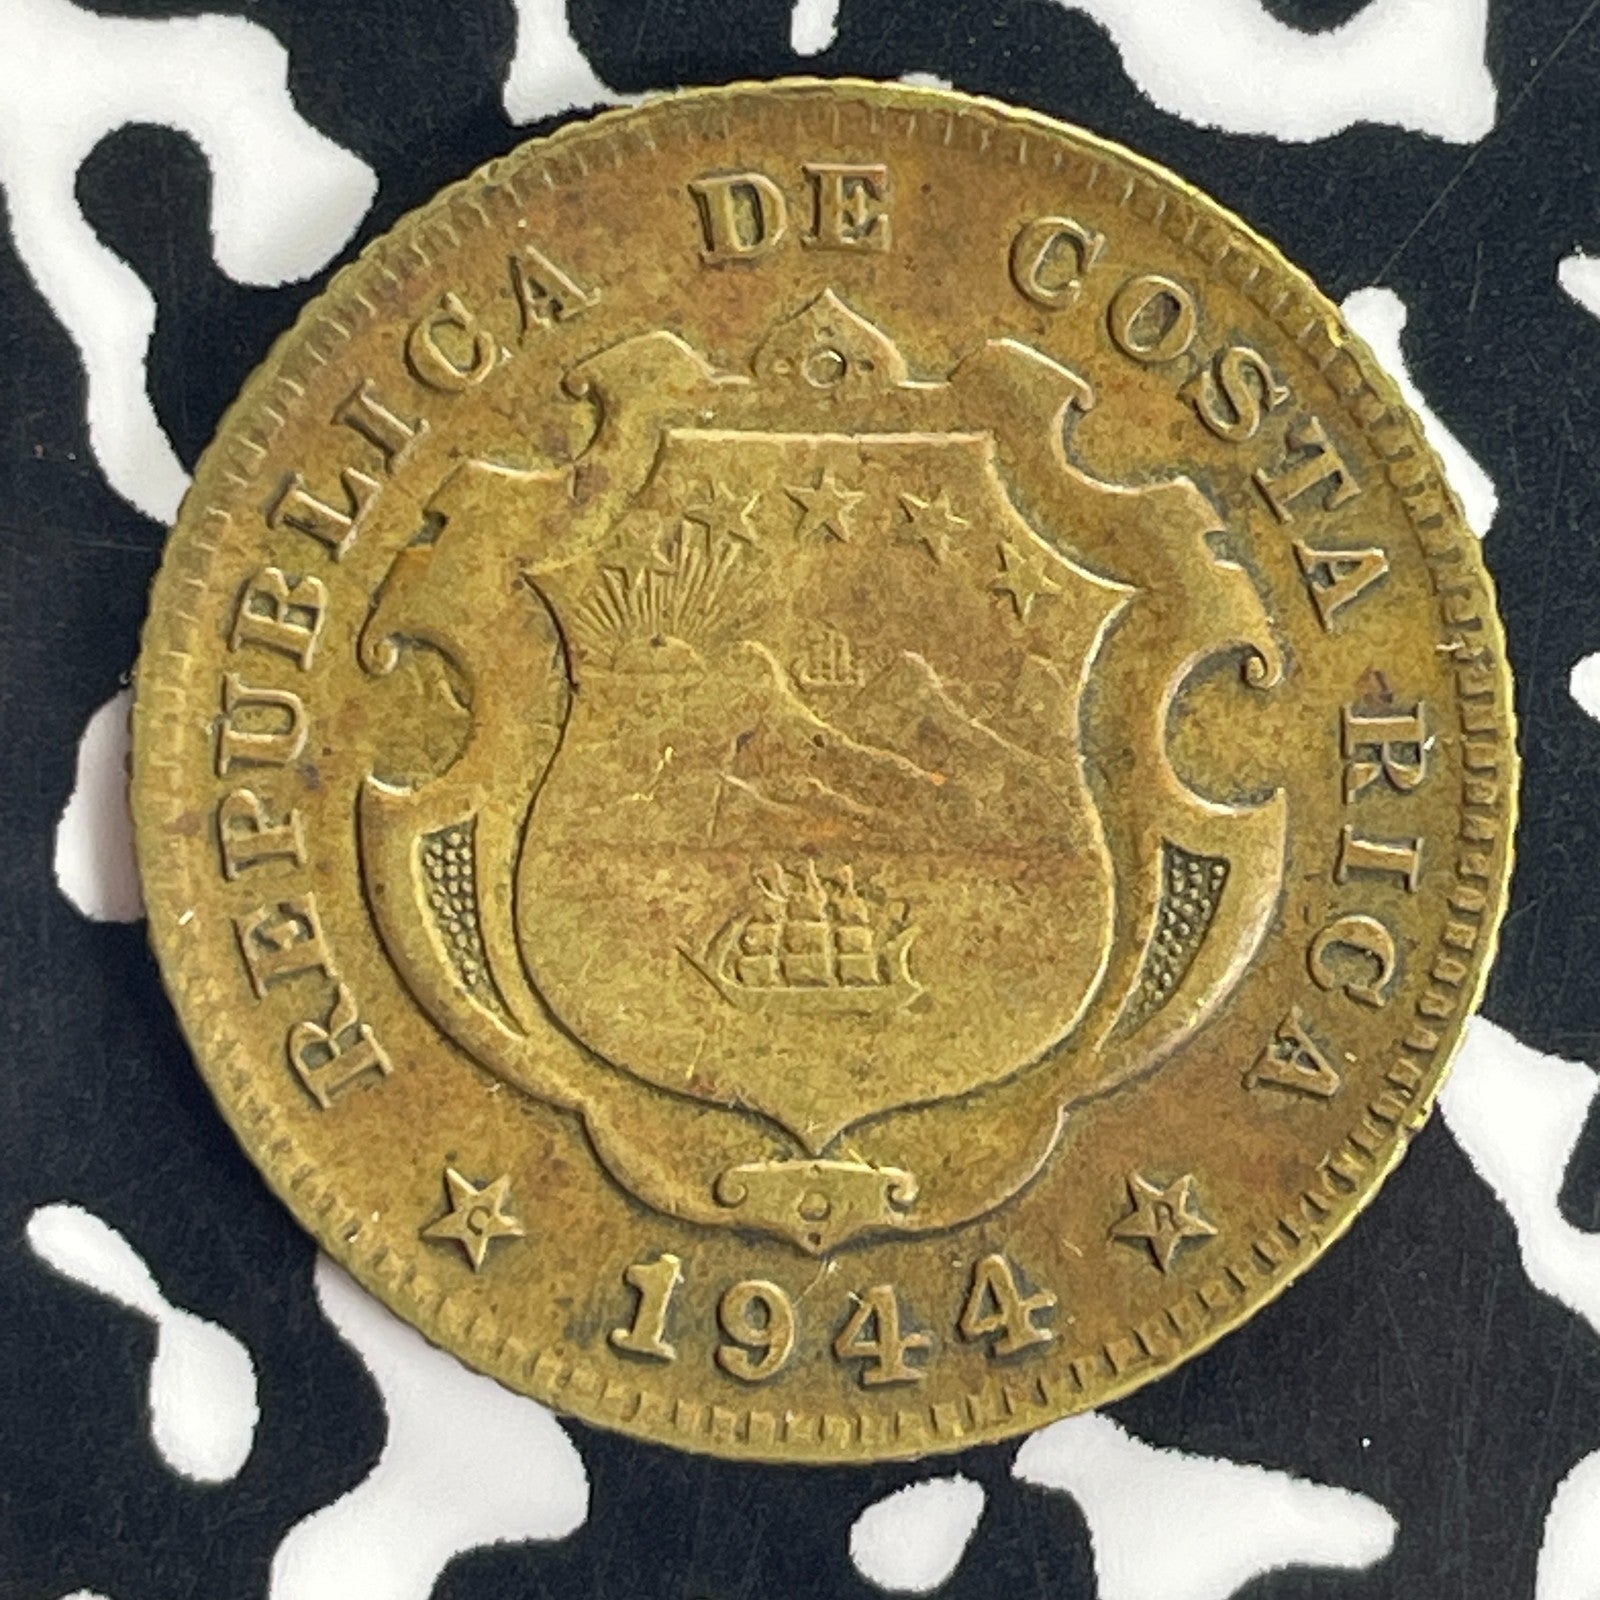 REPUBLICA DE COSTA RICA
C 1944 R